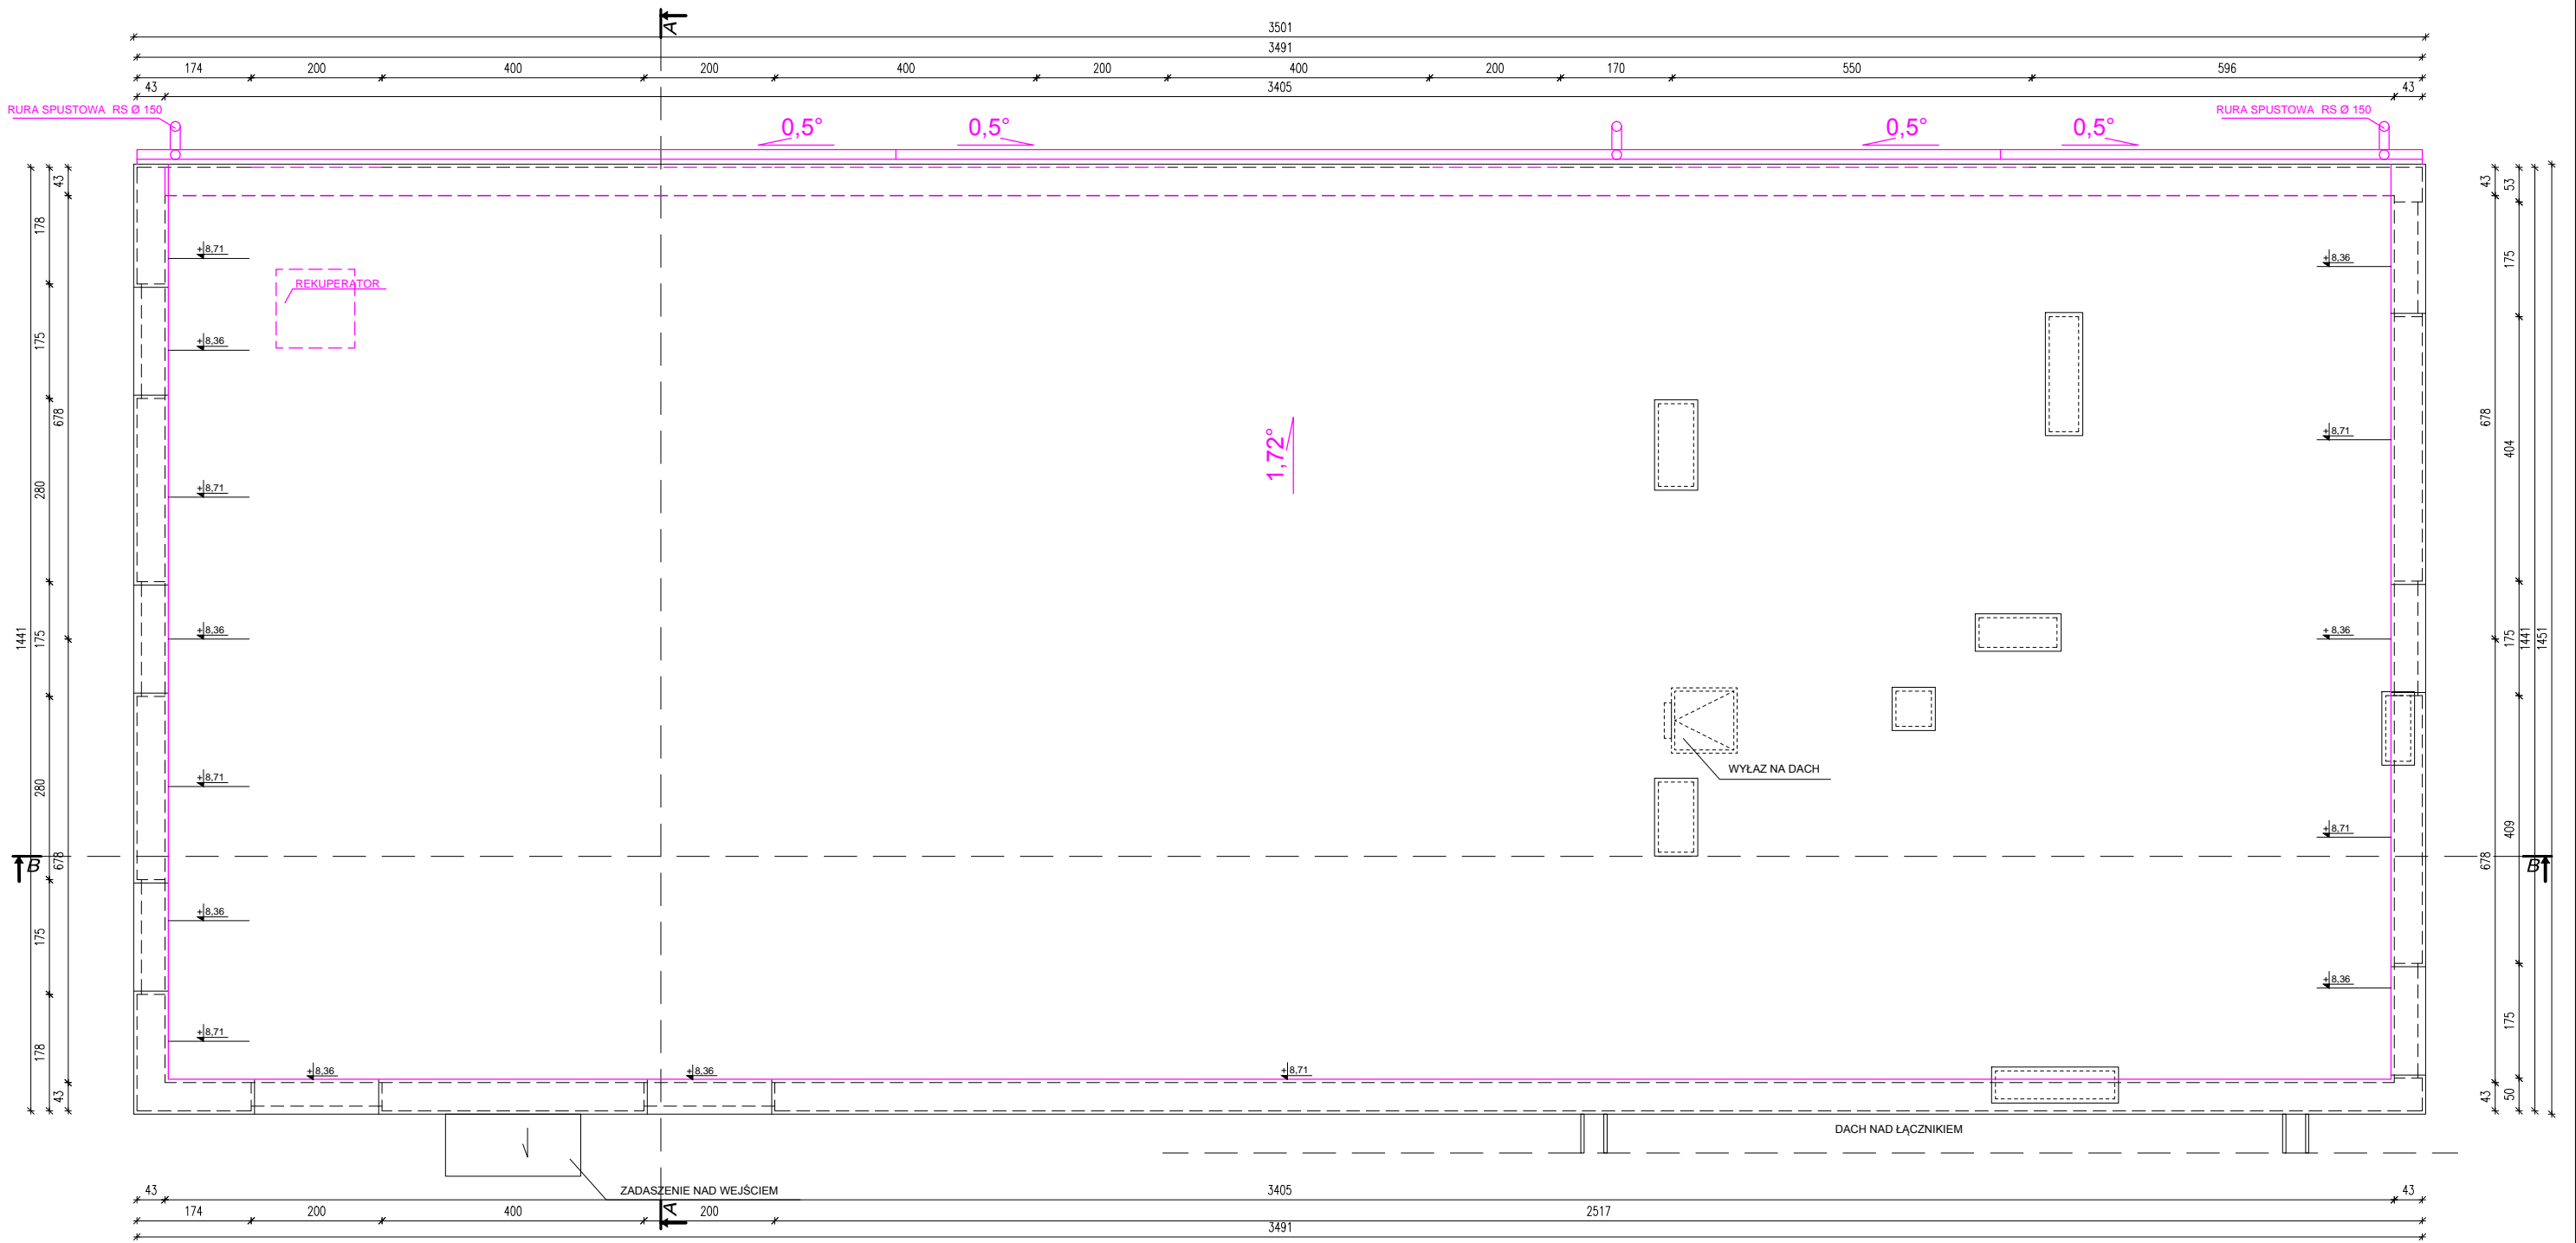 A
3501
3491
174 200 400 200 400 200 400 200 170 550 596
43 3405 43
RURA SPUSTOWA RS Ø 150
RURA SPUSTOWA RS Ø 150
0,5° 0,5° 0,5° 0,5°
43
178
175
678
280
1441
175
280
678
175
178
43
+8,71
REKUPERATOR
+8,36
+8,71
+8,36
+8,71
+8,36
+8,71
1,72°
WYŁAZ NA DACH
+8,36
+8,71
+8,36
+8,71
+8,36
43
53
175
678
404
175
1441
1451
409
678
175
43
50
B
B
+8,36
+8,36
+8,71
DACH NAD ŁĄCZNIKIEM
ZADASZENIE NAD WEJŚCIEM
43 3405 43
174 200 400 200 2517
A
3491